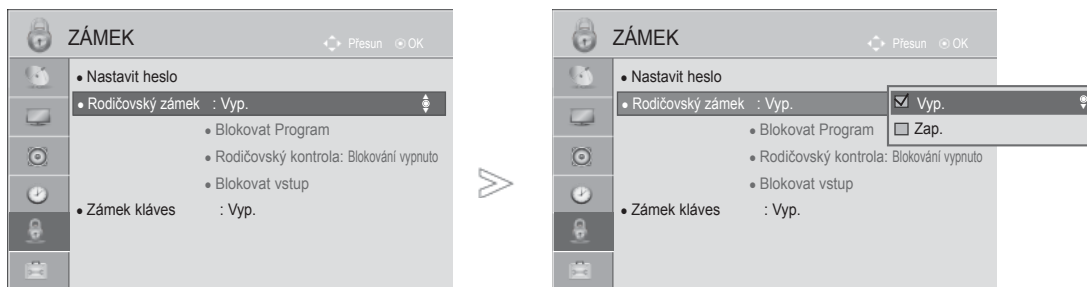 ZÁMEK
Přesun OK
• Nastavit heslo
• Rodičovský zámek : Vyp.
• Blokovat Program
• Rodičovský kontrola: Blokování vypnuto
• Blokovat vstup
• Zámek kláves : Vyp.
ZÁMEK
Přesun OK
• Nastavit heslo
• Rodičovský zámek : Vyp.
Vyp.
Zap.
• Blokovat Program
• Rodičovský kontrola: Blokování vypnuto
• Blokovat vstup
• Zámek kláves : Vyp.